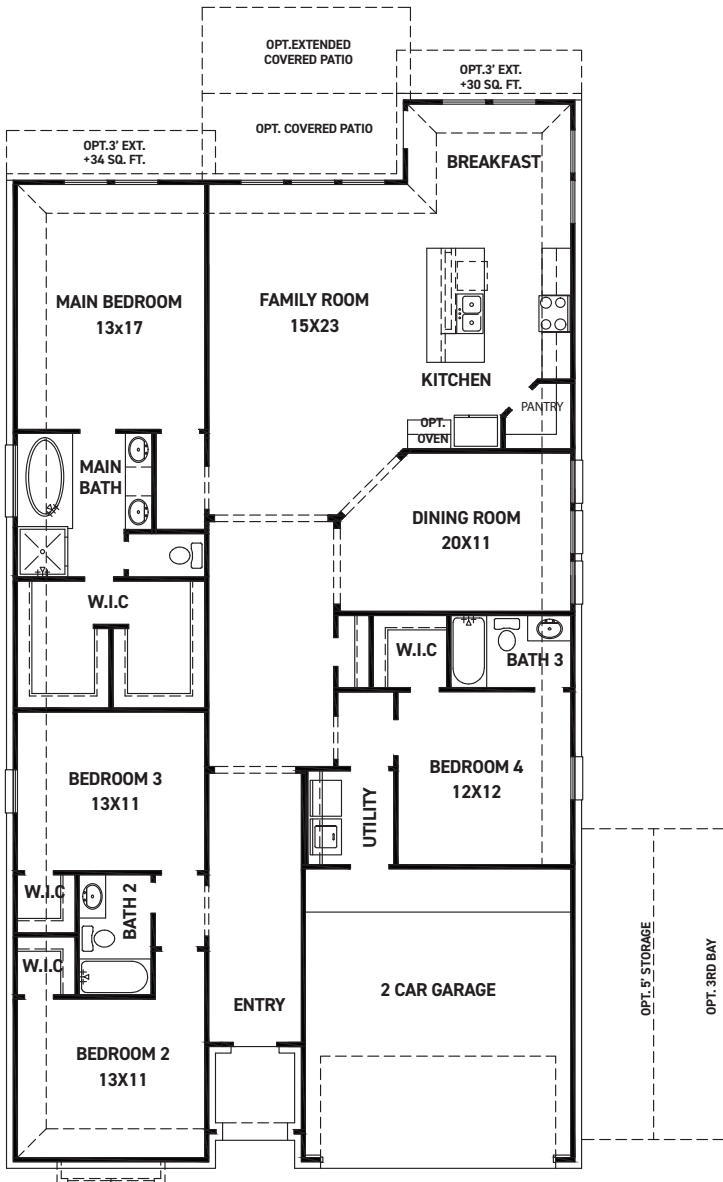 OPT.EXTENDED
COVERED PATIO
OPT.3' EXT.
+30 SQ. FT.
OPT. COVERED PATIO
OPT.3' EXT.
+34 SQ. FT.
BREAKFAST
MAIN BEDROOM
13x17
FAMILY ROOM
15X23
KITCHEN
PANTRY
OPT.
OVEN
MAIN
BATH
DINING ROOM
20X11
W.I.C
W.I.C
BATH 3
BEDROOM 3
13X11
BEDROOM 4
12X12
UTILITY
W.I.C
BATH 2
W.I.C
ENTRY
2 CAR GARAGE
OPT. 5' STORAGE
OPT. 3RD BAY
BEDROOM 2
13X11